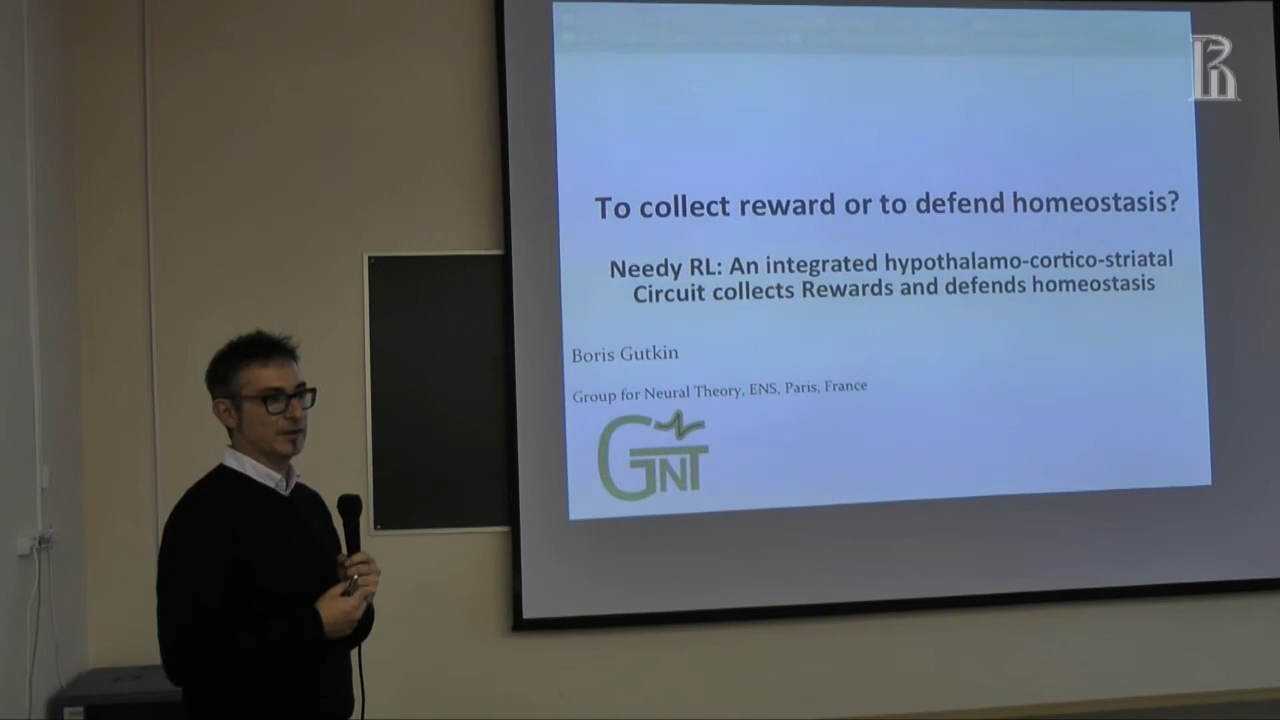 To collect reward or to defend homeostasis?
Needy RL: An integrated hypothalamo-cortico-striatal
Circuit collects Rewards and defends homeostasis
Boris Gutkin
Group for Neural Theory, ENS, Paris, France
GNT